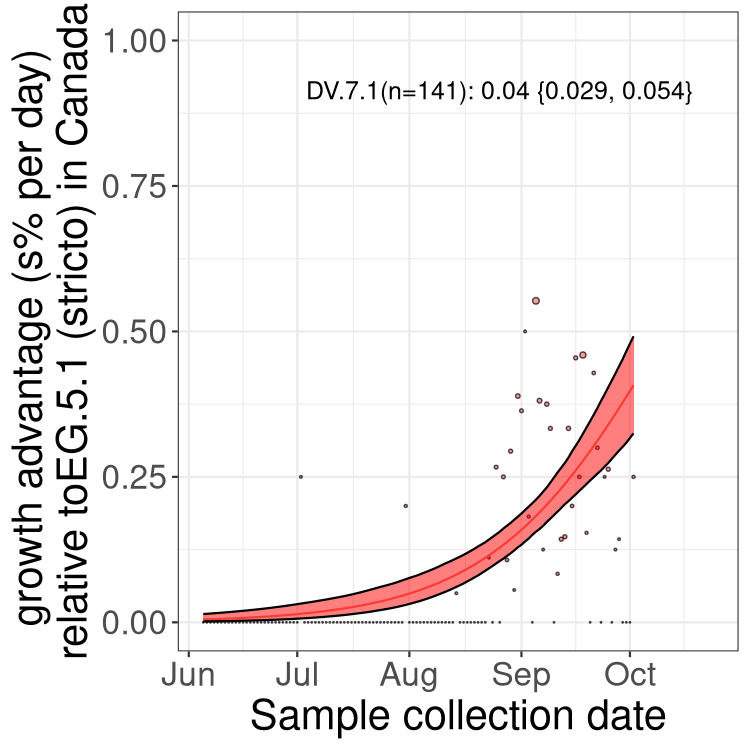 growth advantage (s% per day)
relative toEG.5.1 (stricto) in Canada
1.00
0.75
0.50
0.25
0.00
DV.7.1(n=141): 0.04 {0.029, 0.054}
Jun Jul Aug Sep Oct
Sample collection date